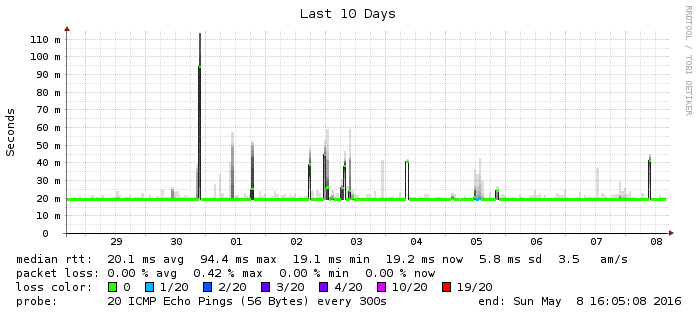 Last 10 Days
RRDTOOL / TOBI OETIKER
Seconds
110 m
100 m
90 m
80 m
70 m
60 m
50 m
40 m
30 m
20 m
10 m
0
29 30 01 02 03 04 05 06 07 08
median rtt: 20.1 ms avg 94.4 ms max 19.1 ms min 19.2 ms now 5.8 ms sd 3.5 am/s
packet loss: 0.00 % avg 0.42 % max 0.00 % min 0.00 % now
loss color: 0 1/20 2/20 3/20 4/20 10/20 19/20
probe: 20 ICMP Echo Pings (56 Bytes) every 300s end: Sun May 8 16:05:08 2016